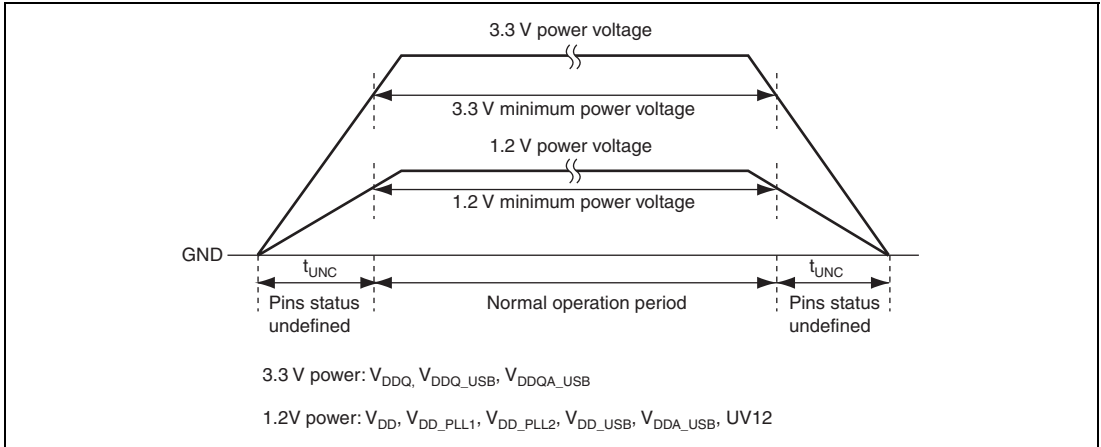 3.3 V power voltage
3.3 V minimum power voltage
1.2 V power voltage
1.2 V minimum power voltage
GND
tUNC
tUNC
Pins status
undefined
Normal operation period
Pins status
undefined
3.3 V power: VDDQ, VDDQ_USB, VDDQA_USB
1.2V power: VDD, VDD_PLL1, VDD_PLL2, VDD_USB, VDDA_USB, UV12